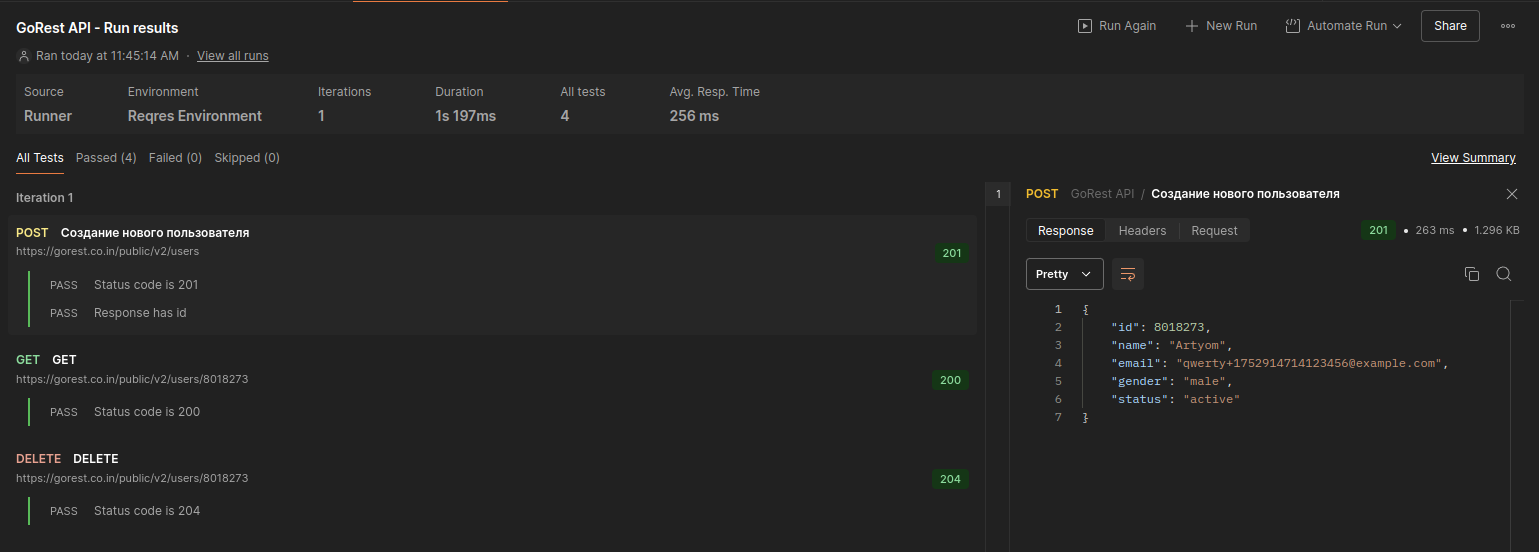 GoRest API - Run results
Run Again
New Run
Automate Run
Share
Ran today at 11:45:14 AM · View all runs
Source
Environment
Iterations
Duration
All tests
Avg. Resp. Time
Runner
Reqres Environment
1
1s 197ms
4
256 ms
All Tests
Passed (4)
Failed (0)
Skipped (0)
View Summary
Iteration 1
POST Создание нового пользователя
https://gorest.co.in/public/v2/users
201
PASS Status code is 201
PASS Response has id
GET GET
https://gorest.co.in/public/v2/users/8018273
200
PASS Status code is 200
DELETE DELETE
https://gorest.co.in/public/v2/users/8018273
204
PASS Status code is 204
1
POST GoRest API / Создание нового пользователя
Response
Headers
Request
201 • 263 ms • 1.296 KB
Pretty
1 {
2 "id": 8018273,
3 "name": "Artyom",
4 "email": "qwerty+1752914714123456@example.com",
5 "gender": "male",
6 "status": "active"
7 }